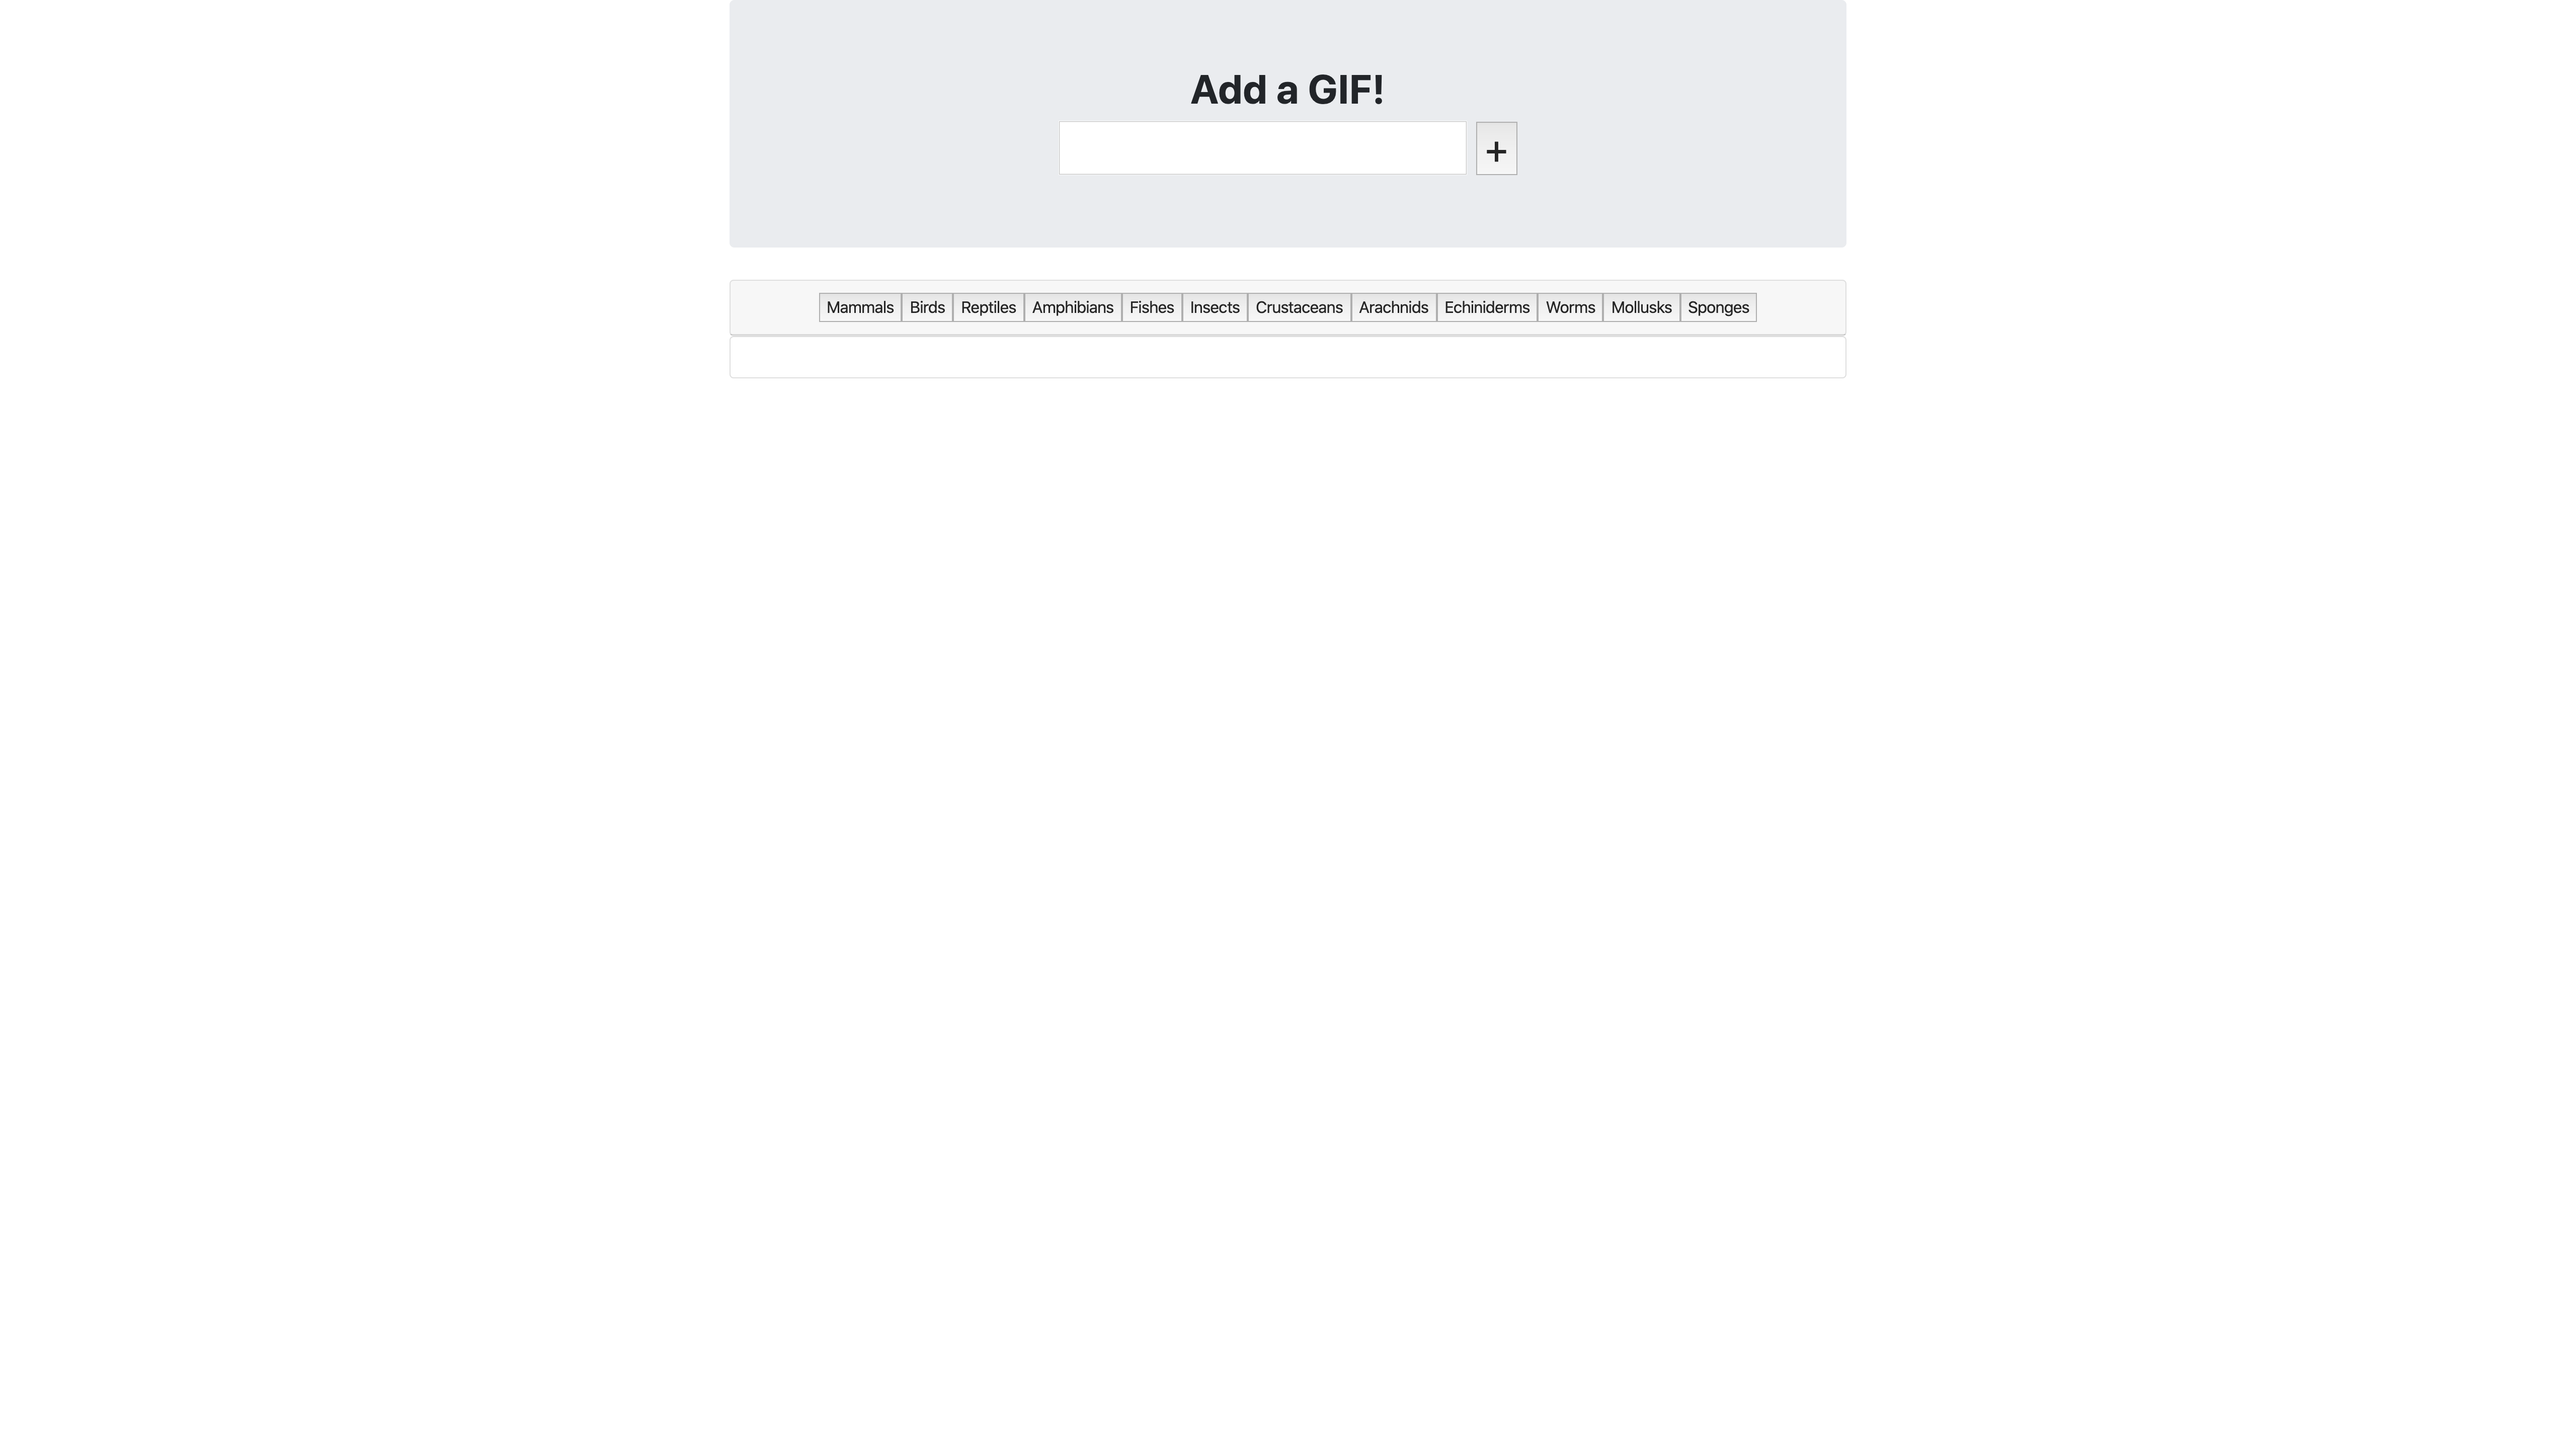 Add a GIF!
+
Mammals Birds Reptiles Amphibians Fishes Insects Crustaceans Arachnids Echiniderms Worms Mollusks Sponges